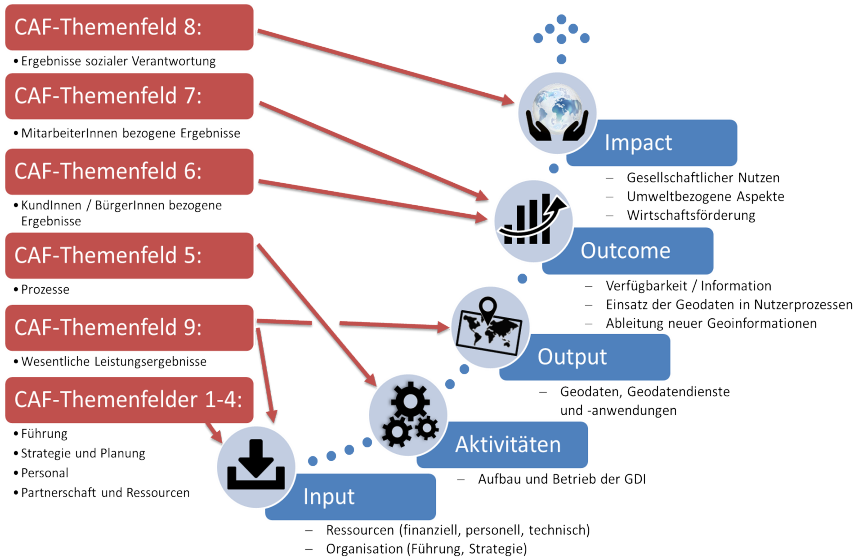 CAF-Themenfeld 8:
• Ergebnisse sozialer Verantwortung
CAF-Themenfeld 7:
• MitarbeiterInnen bezogene Ergebnisse
CAF-Themenfeld 6:
• KundInnen / BürgerInnen bezogene
Ergebnisse
CAF-Themenfeld 5:
• Prozesse
CAF-Themenfeld 9:
• Wesentliche Leistungsergebnisse
CAF-Themenfelder 1-4:
• Führung
• Strategie und Planung
• Personal
• Partnerschaft und Ressourcen
Impact
– Gesellschaftlicher Nutzen
– Umweltbezogene Aspekte
– Wirtschaftsförderung
Outcome
– Verfügbarkeit / Information
– Einsatz der Geodaten in Nutzerprozessen
– Ableitung neuer Geoinformationen
Output
– Geodaten, Geodatendienste
und -anwendungen
Aktivitäten
– Aufbau und Betrieb der GDI
Input
– Ressourcen (finanziell, personell, technisch)
– Organisation (Führung, Strategie)